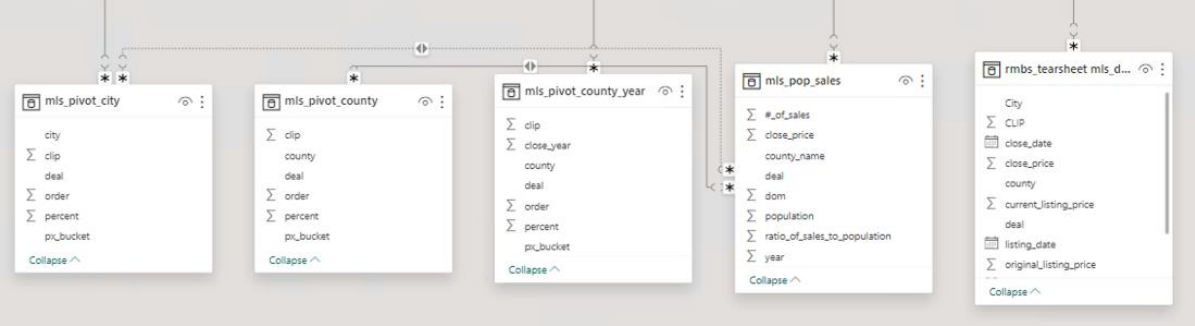 mls_pivot_city
city
clip
deal
order
percent
px_bucket
Collapse
mls_pivot_county
clip
county
deal
order
percent
px_bucket
Collapse
mls_pivot_county_year
clip
close_year
county
deal
order
percent
px_bucket
Collapse
mls_pop_sales
#_of_sales
close_price
county_name
deal
dom
population
ratio_of_sales_to_population
year
Collapse
rmbs_tearsheet mls_d...
City
CLIP
close_date
close_price
county
current_listing_price
deal
listing_date
original_listing_price
Collapse